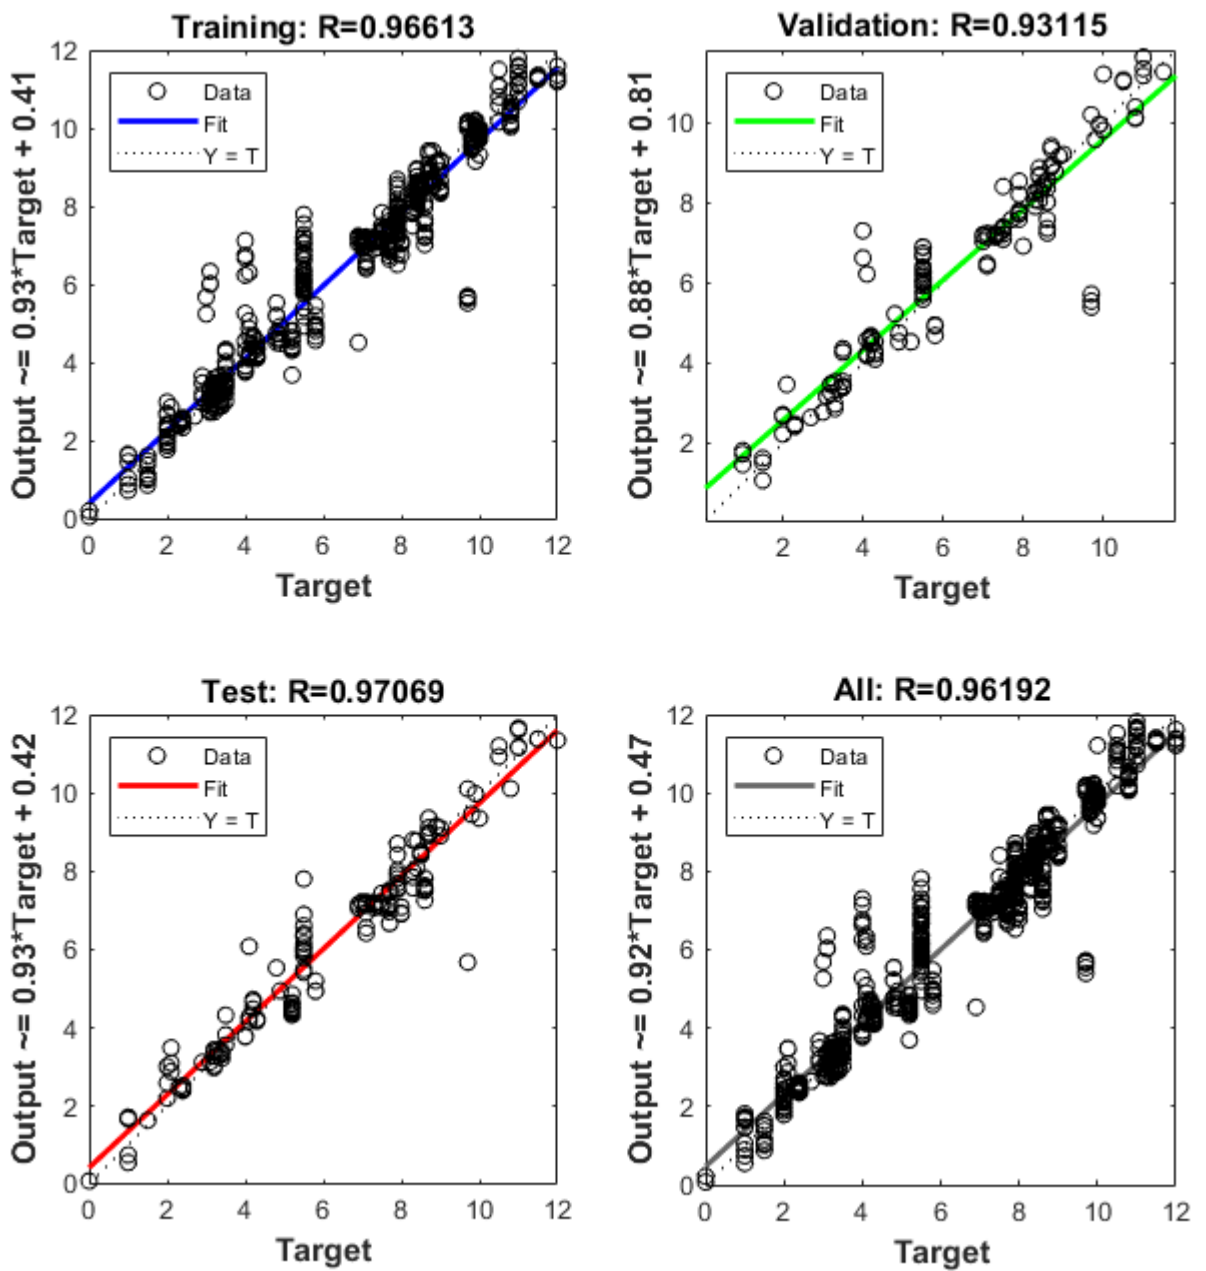 Training: R=0.96613
Output ~= 0.93*Target + 0.41
12
10
8
6
4
2
0
Data
Fit
Y = T
0 2 4 6 8 10 12
Target
Validation: R=0.93115
Output ~= 0.88*Target + 0.81
10
8
6
4
2
Data
Fit
Y = T
2 4 6 8 10
Target
Test: R=0.97069
Output ~= 0.93*Target + 0.42
12
10
8
6
4
2
0
Data
Fit
Y = T
0 2 4 6 8 10 12
Target
All: R=0.96192
Output ~= 0.92*Target + 0.47
12
10
8
6
4
2
0
Data
Fit
Y = T
0 2 4 6 8 10 12
Target